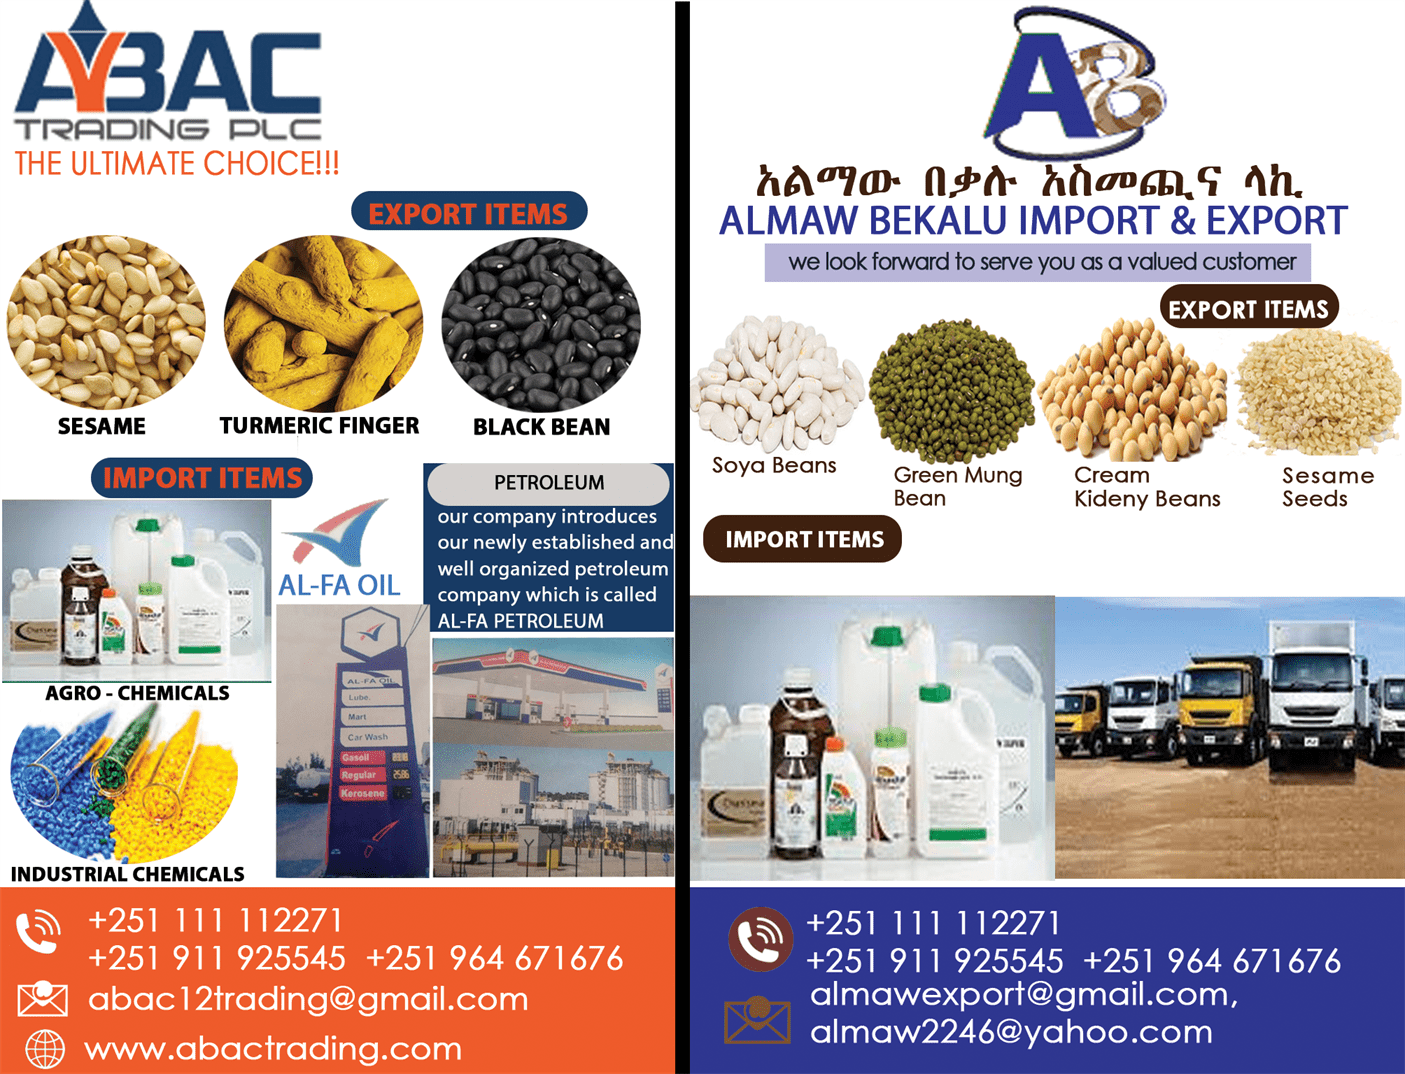 AYBAC
TRADING PLC
THE ULTIMATE CHOICE!!!
EXPORT ITEMS
SESAME
TURMERIC FINGER
BLACK BEAN
IMPORT ITEMS
AGRO - CHEMICALS
INDUSTRIAL CHEMICALS
AL-FA OIL
AL-FA OIL
Lube.
Mart
Car Wash
Gasoil
Regular
Kerosene
PETROLEUM
our company introduces
our newly established and
well organized petroleum
company which is called
AL-FA PETROLEUM
+251 111 112271
+251 911 925545 +251 964 671676
abac12trading@gmail.com
www.abactrading.com
AB
አልማው በቃሉ አስመጪና ላኪ
ALMAW BEKALU IMPORT & EXPORT
we look forward to serve you as a valued customer
EXPORT ITEMS
Soya Beans
Green Mung
Bean
Cream
Kideny Beans
Sesame
Seeds
IMPORT ITEMS
+251 111 112271
+251 911 925545 +251 964 671676
almawexport@gmail.com,
almaw2246@yahoo.com